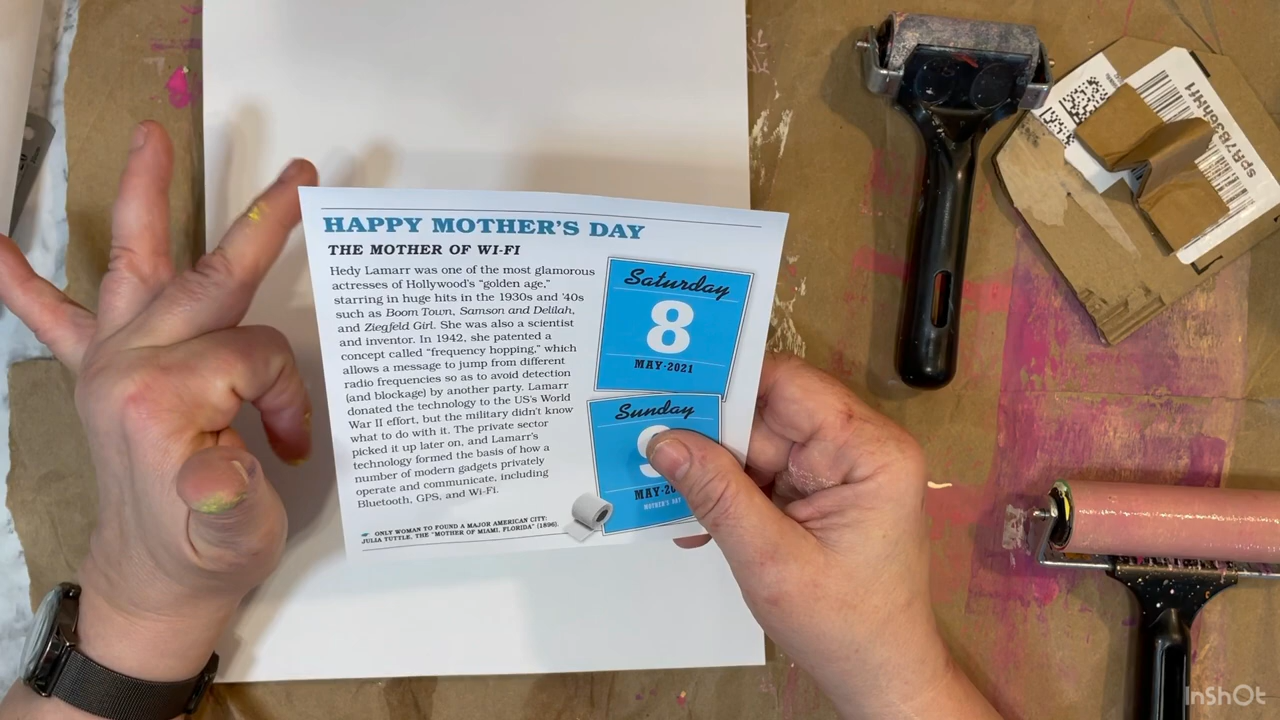 HAPPY MOTHER'S DAY
THE MOTHER OF WI-FI
Hedy Lamarr was one of the most glamorous
actresses of Hollywood's "golden age,"
starring in huge hits in the 1930s and '40s
such as Boom Town, Samson and Delilah,
and Ziegfeld Girl. She was also a scientist
and inventor. In 1942, she patented a
concept called "frequency hopping," which
allows a message to jump from different
radio frequencies so as to avoid detection
(and blockage) by another party. Lamarr
donated the technology to the US's World
War II effort, but the military didn't know
what to do with it. The private sector
picked it up later on, and Lamarr's
technology formed the basis of how a
number of modern gadgets privately
operate and communicate, including
Bluetooth, GPS, and Wi-Fi.
ONLY WOMAN TO FOUND A MAJOR AMERICAN CITY:
JULIA TUTTLE, THE "MOTHER OF MIAMI, FLORIDA" (1896).
Saturday
8
MAY·2021
Sunday
9
MAY·20
MOTHER'S DAY
spR7B36hHf1
InShOt